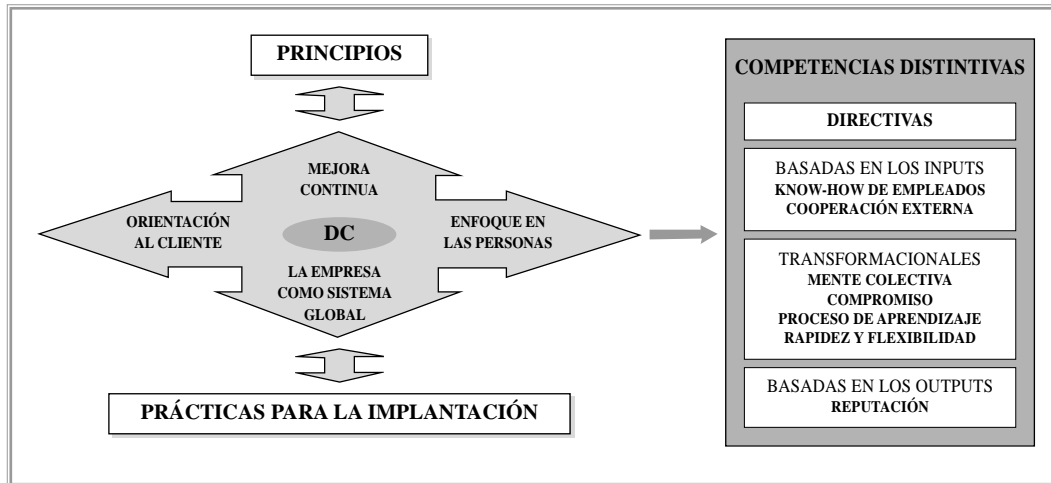 PRINCIPIOS
MEJORA
CONTINUA
ORIENTACIÓN
AL CLIENTE
DC
ENFOQUE EN
LAS PERSONAS
LA EMPRESA
COMO SISTEMA
GLOBAL
PRÁCTICAS PARA LA IMPLANTACIÓN
COMPETENCIAS DISTINTIVAS
DIRECTIVAS
BASADAS EN LOS INPUTS
KNOW-HOW DE EMPLEADOS
COOPERACIÓN EXTERNA
TRANSFORMACIONALES
MENTE COLECTIVA
COMPROMISO
PROCESO DE APRENDIZAJE
RAPIDEZ Y FLEXIBILIDAD
BASADAS EN LOS OUTPUTS
REPUTACIÓN